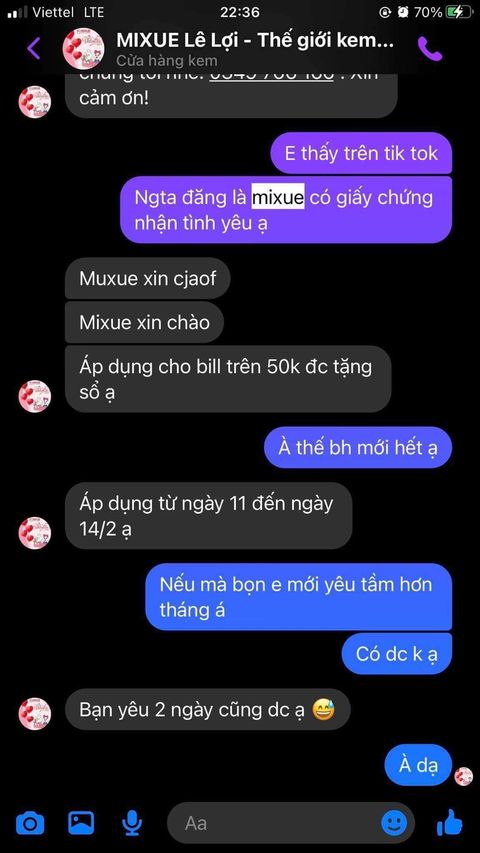 Viettel LTE 22:36 70%
MIXUE Lê Lợi - Thế giới kem...
Cửa hàng kem
chúng tôi nhé.
cảm ơn!
E thấy trên tik tok
Ngta đăng là mixue có giấy chứng
nhận tình yêu ạ
Muxue xin cjaof
Mixue xin chào
Áp dụng cho bill trên 50k đc tặng
sổ ạ
À thế bh mới hết ạ
Áp dụng từ ngày 11 đến ngày
14/2 ạ
Nếu mà bọn e mới yêu tầm hơn
tháng á
Có dc k ạ
Bạn yêu 2 ngày cũng dc ạ 😅
À dạ
Aa